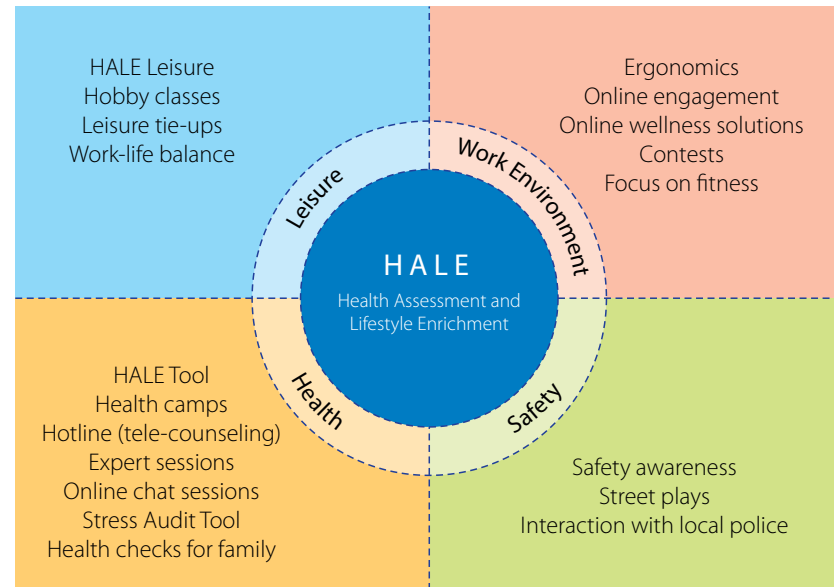 HALE Leisure
Hobby classes
Leisure tie-ups
Work-life balance
Ergonomics
Online engagement
Online wellness solutions
Contests
Focus on fitness
Leisure
Work Environment
HALE
Health Assessment and
Lifestyle Enrichment
Health
Safety
HALE Tool
Health camps
Hotline (tele-counseling)
Expert sessions
Online chat sessions
Stress Audit Tool
Health checks for family
Safety awareness
Street plays
Interaction with local police